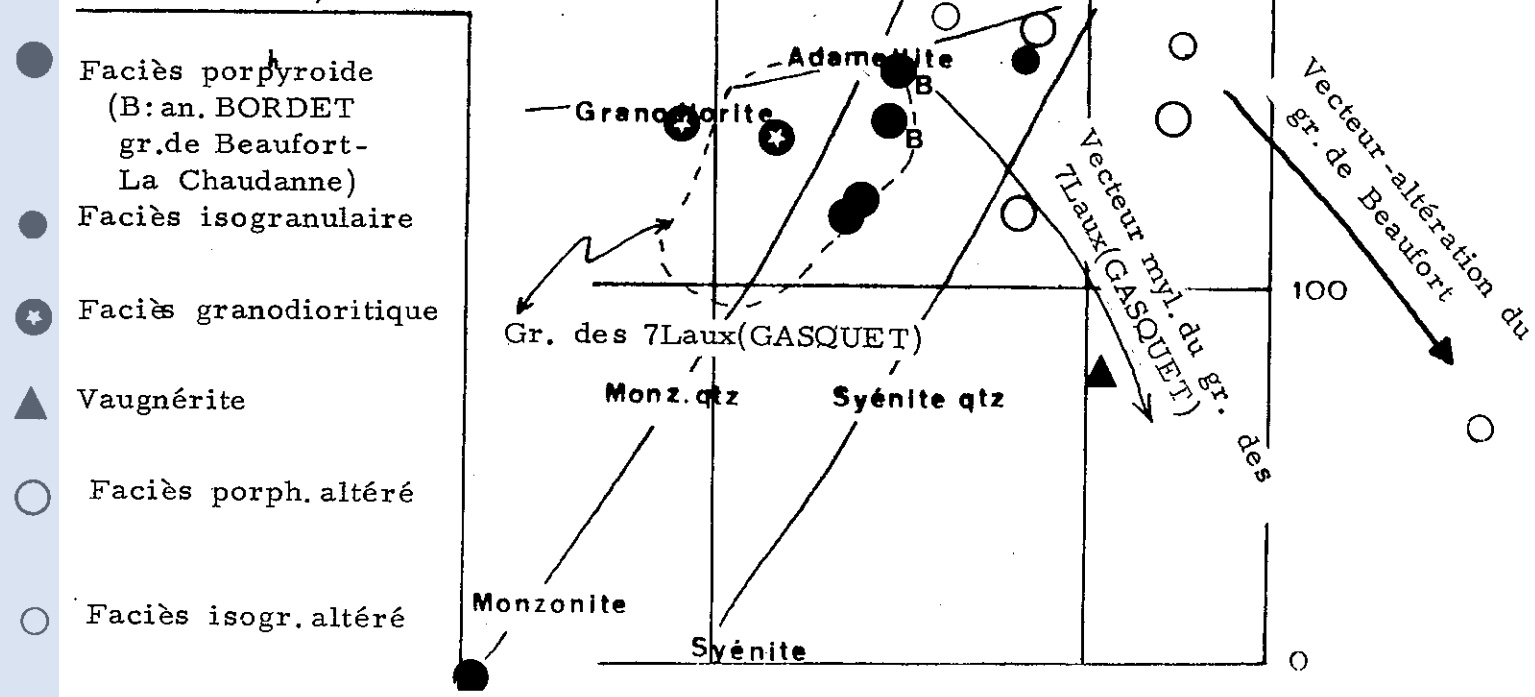 Faciès porphyroide
(B: an. BORDET
gr.de Beaufort-
La Chaudanne)
Faciès isogranulaire
Faciès granodioritique
Vaugnérite
Faciès porph. altéré
Faciès isogr. altéré
Adamellite
B
Granodiorite
B
Gr. des 7Laux(GASQUET)
Monz. qtz
Syénite qtz
Monzonite
Syénite
Vecteur myl. du gr. des
7Laux(GASQUET)
Vecteur-altération du
gr. de Beaufort
100
0